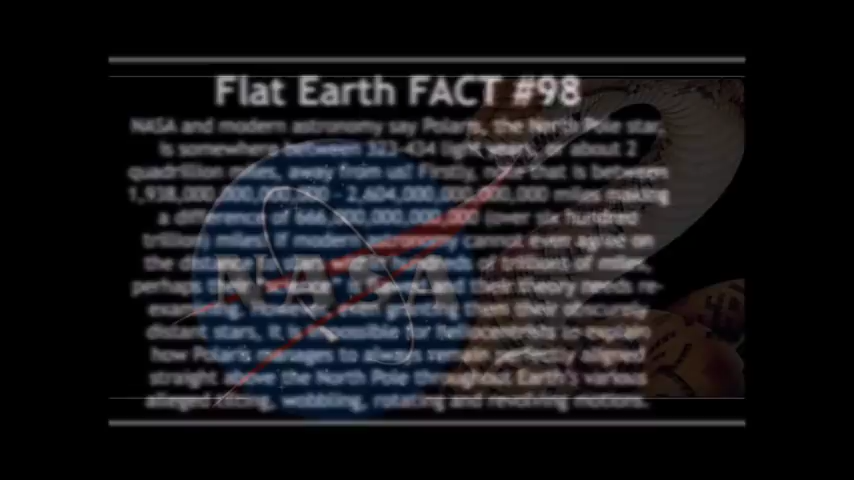 Flat Earth FACT #98
NASA and modern astronomy say Polaris, the North Pole star,
is somewhere between 323-434 light years, or about 2
quadrillion miles, away from us! Firstly, note that is between
1,938,000,000,000,000 - 2,604,000,000,000,000 miles making
a difference of 666,000,000,000,000 (over six hundred
trillion) miles! If modern astronomy cannot even agree on
the distance to stars within hundreds of trillions of miles,
perhaps their "science" is flawed and their theory needs re-
examining. However, even granting them their obscurely
distant stars, it is impossible for heliocentrists to explain
how Polaris manages to always remain perfectly aligned
straight above the North Pole throughout Earth's various
alleged tilting, wobbling, rotating and revolving motions.
NASA